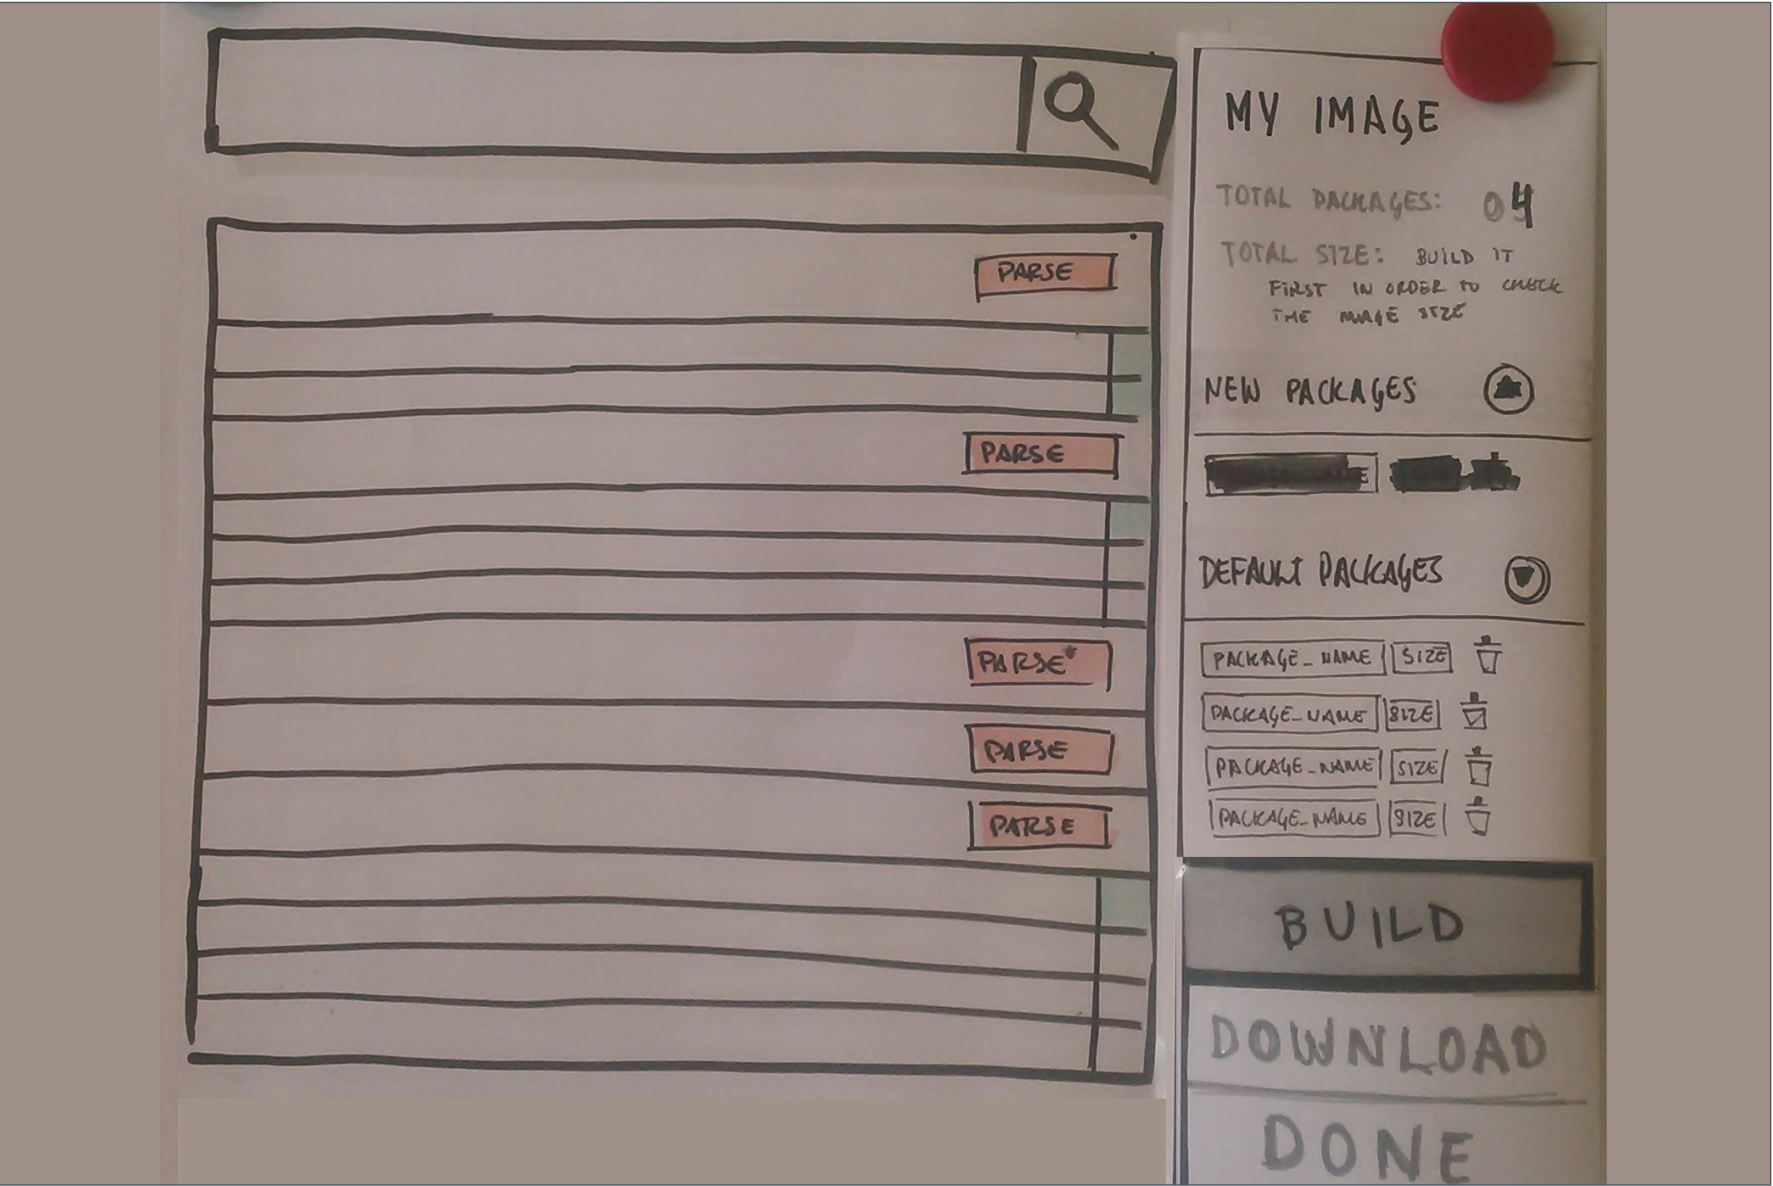 MY IMAGE
TOTAL PACKAGES: 04
TOTAL SIZE: BUILD IT
FIRST IN ORDER TO CHECK
THE IMAGE SIZE
PARSE
NEW PACKAGES
PARSE
DEFAULT PACKAGES
PARSE*
PACKAGE_NAME SIZE
PACKAGE_NAME SIZE
PARSE
PACKAGE_NAME SIZE
PARSE
PACKAGE_NAME SIZE
BUILD
DOWNLOAD
DONE